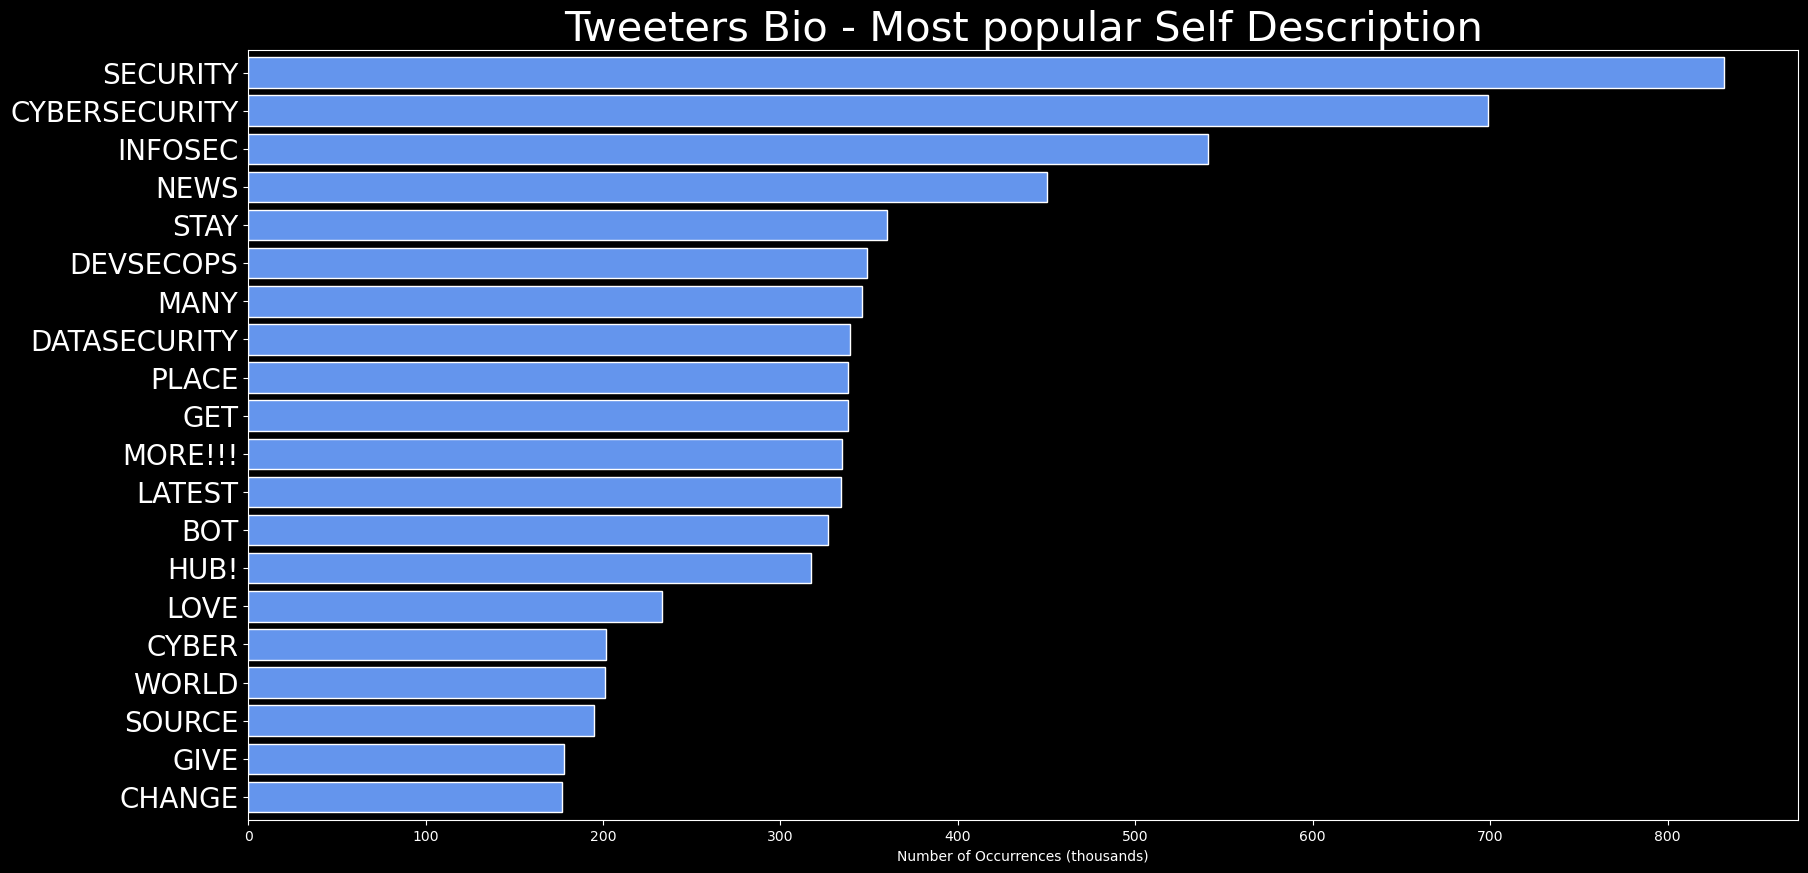 Tweeters Bio - Most popular Self Description
SECURITY
CYBERSECURITY
INFOSEC
NEWS
STAY
DEVSECOPS
MANY
DATASECURITY
PLACE
GET
MORE!!!
LATEST
BOT
HUB!
LOVE
CYBER
WORLD
SOURCE
GIVE
CHANGE
0 100 200 300 400 500 600 700 800
Number of Occurrences (thousands)